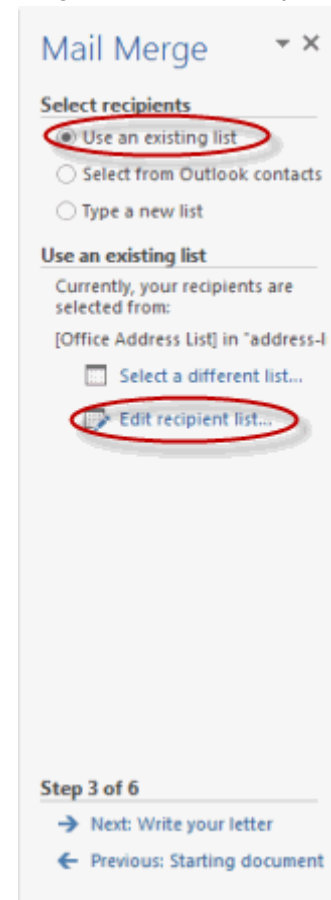 Mail Merge
Select recipients
Use an existing list
Select from Outlook contacts
Type a new list
Use an existing list
Currently, your recipients are
selected from:
[Office Address List] in "address-l
Select a different list...
Edit recipient list...
Step 3 of 6
Next: Write your letter
Previous: Starting document